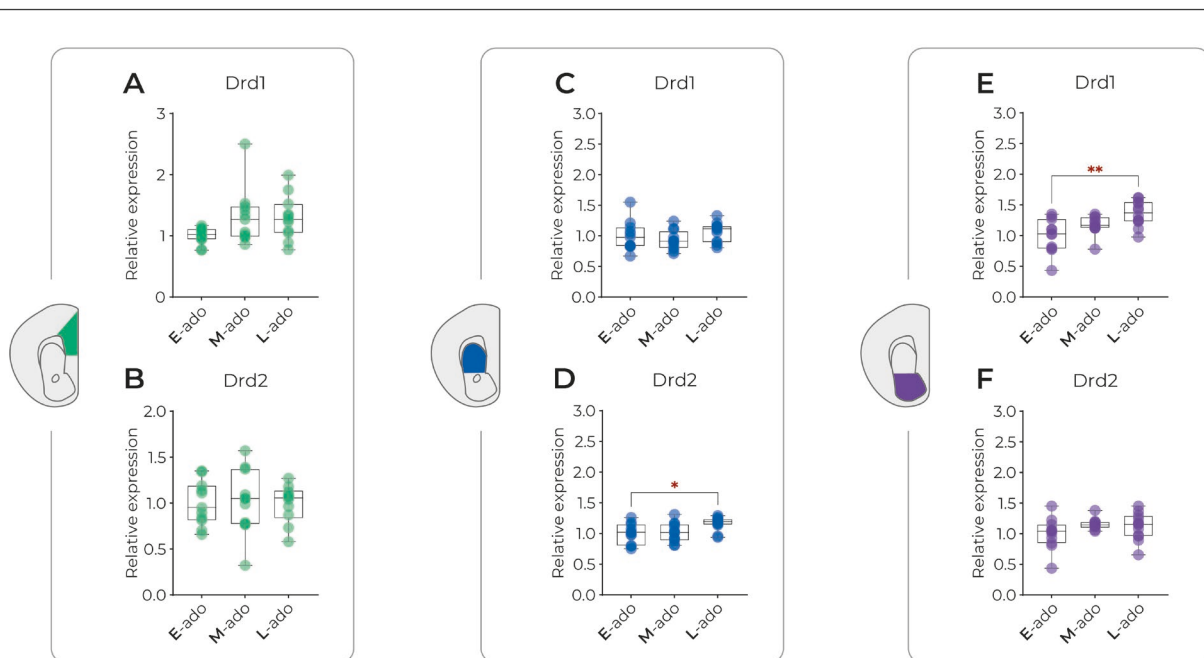 A
Drd1
Relative expression
3
2
1
0
E-ado
M-ado
L-ado
B
Drd2
Relative expression
2.0
1.5
1.0
0.5
0.0
E-ado
M-ado
L-ado
C
Drd1
Relative expression
3.0
2.5
2.0
1.5
1.0
0.5
0.0
E-ado
M-ado
L-ado
D
Drd2
Relative expression
3.0
2.5
2.0
1.5
1.0
0.5
0.0
*
E-ado
M-ado
L-ado
E
Drd1
Relative expression
3.0
2.5
2.0
1.5
1.0
0.5
0.0
**
E-ado
M-ado
L-ado
F
Drd2
Relative expression
3.0
2.5
2.0
1.5
1.0
0.5
0.0
E-ado
M-ado
L-ado